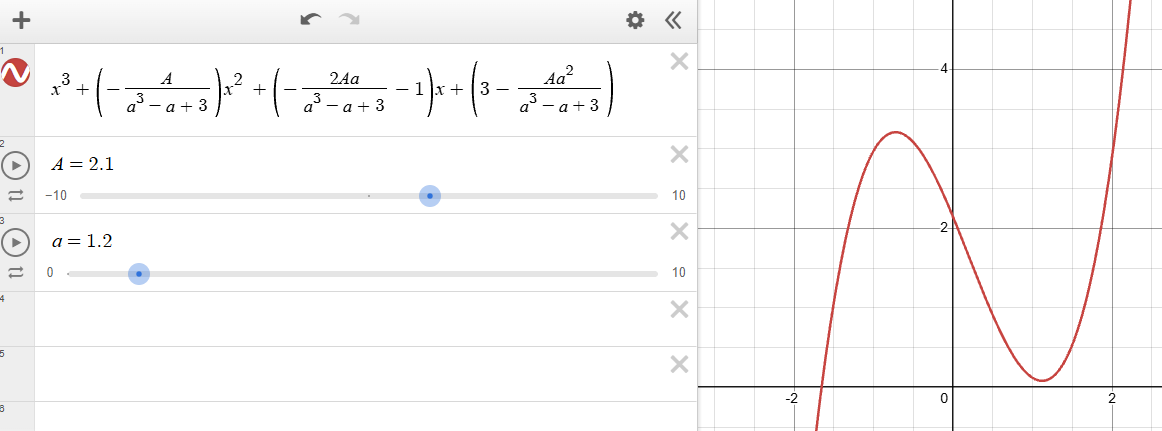 1
x^3 + (-A/(a^3 - a + 3))x^2 + (-2Aa/(a^3 - a + 3) - 1)x + (3 - Aa^2/(a^3 - a + 3))
2
A = 2.1
-10 10
3
a = 1.2
0 10
4
5
6
4
2
-2 0 2